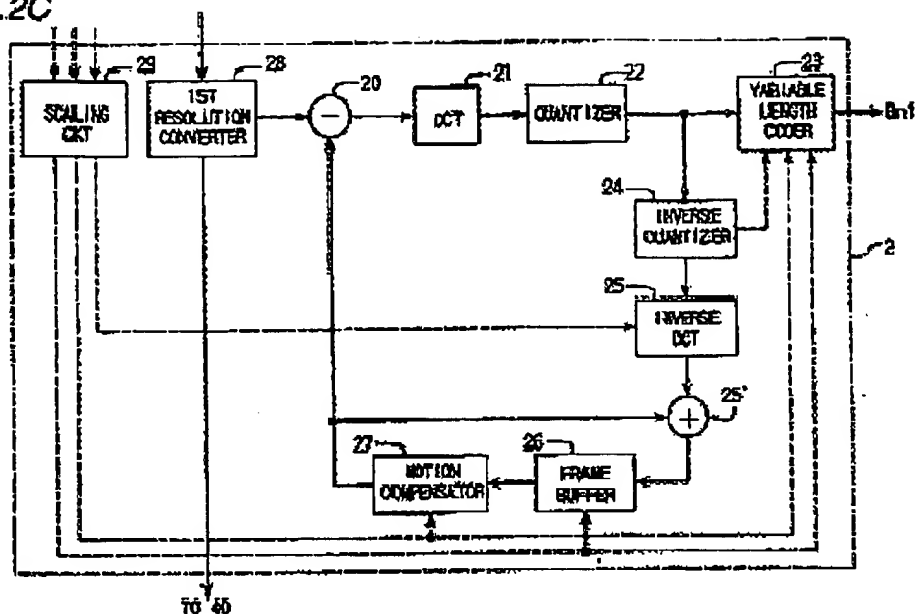 .2C
29
SCALING
CKT
28
1ST
RESOLUTION
CONVERTER
20
−
21
DCT
22
QUANTIZER
23
VARIABLE
LENGTH
CODER
24
INVERSE
QUANTIZER
2
25
INVERSE
DCT
25'
+
27
MOTION
COMPENSATOR
26
FRAME
BUFFER
TO 40